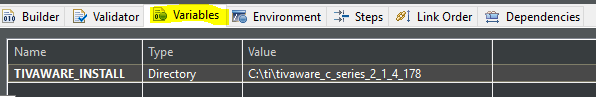 Builder Validator Variables Environment Steps Link Order Dependencies
Name Type Value
TIVAWARE_INSTALL Directory C:\ti\tivaware_c_series_2_1_4_178